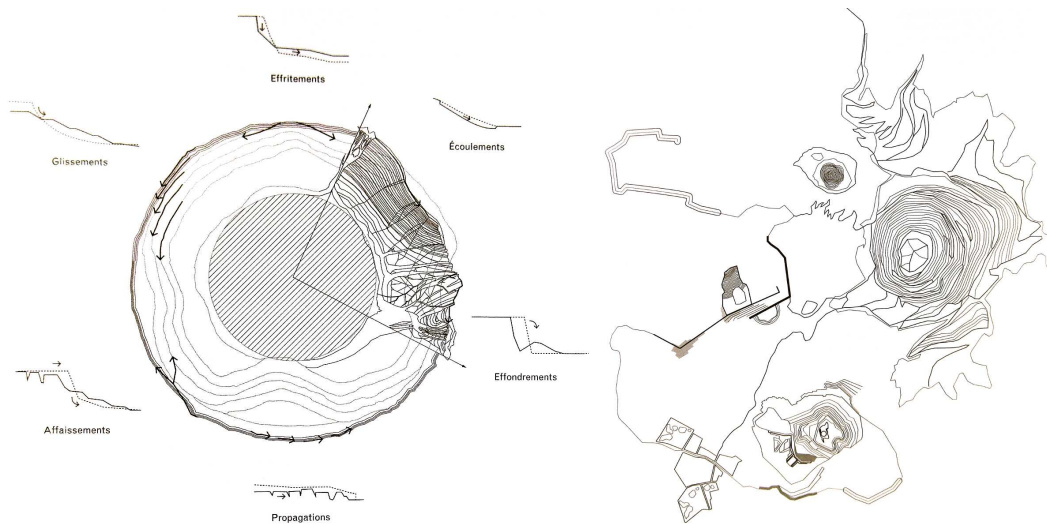 Effritements
Écoulements
Glissements
Effondrements
Affaissements
Propagations